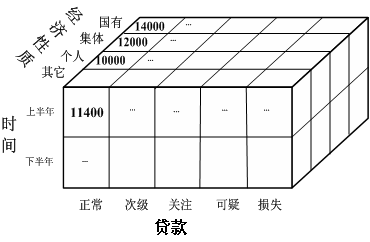 经济性质
国有 14000 ...
集体 12000 ...
个人 10000 ...
其它
时间
上半年 11400 ... ... ... ...
下半年 ...
正常 次级 关注 可疑 损失
贷款